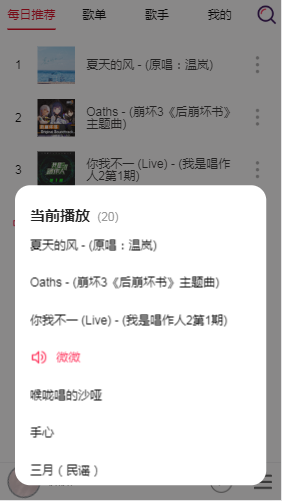 每日推荐 歌单 歌手 我的
1 夏天的风 - (原唱：温岚)
2 Oaths - (崩坏3《后崩坏书》
主题曲)
3 你我不一 (Live) - (我是唱作
人2第1期)
当前播放 (20)
夏天的风 - (原唱：温岚)
Oaths - (崩坏3《后崩坏书》主题曲)
你我不一 (Live) - (我是唱作人2第1期)
微微
喉咙唱的沙哑
手心
三月（民谣）